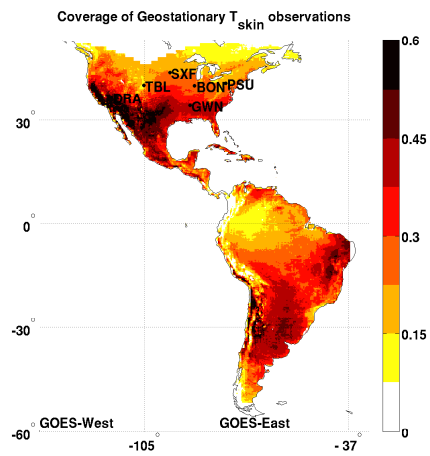 Coverage of Geostationary T_skin observations
0.6
SXF
TBL
BON
PSU
DRA
GWN
30°
0.45
0°
0.3
0.15
-30°
-60°
GOES-West
GOES-East
0
-105°
- 37°